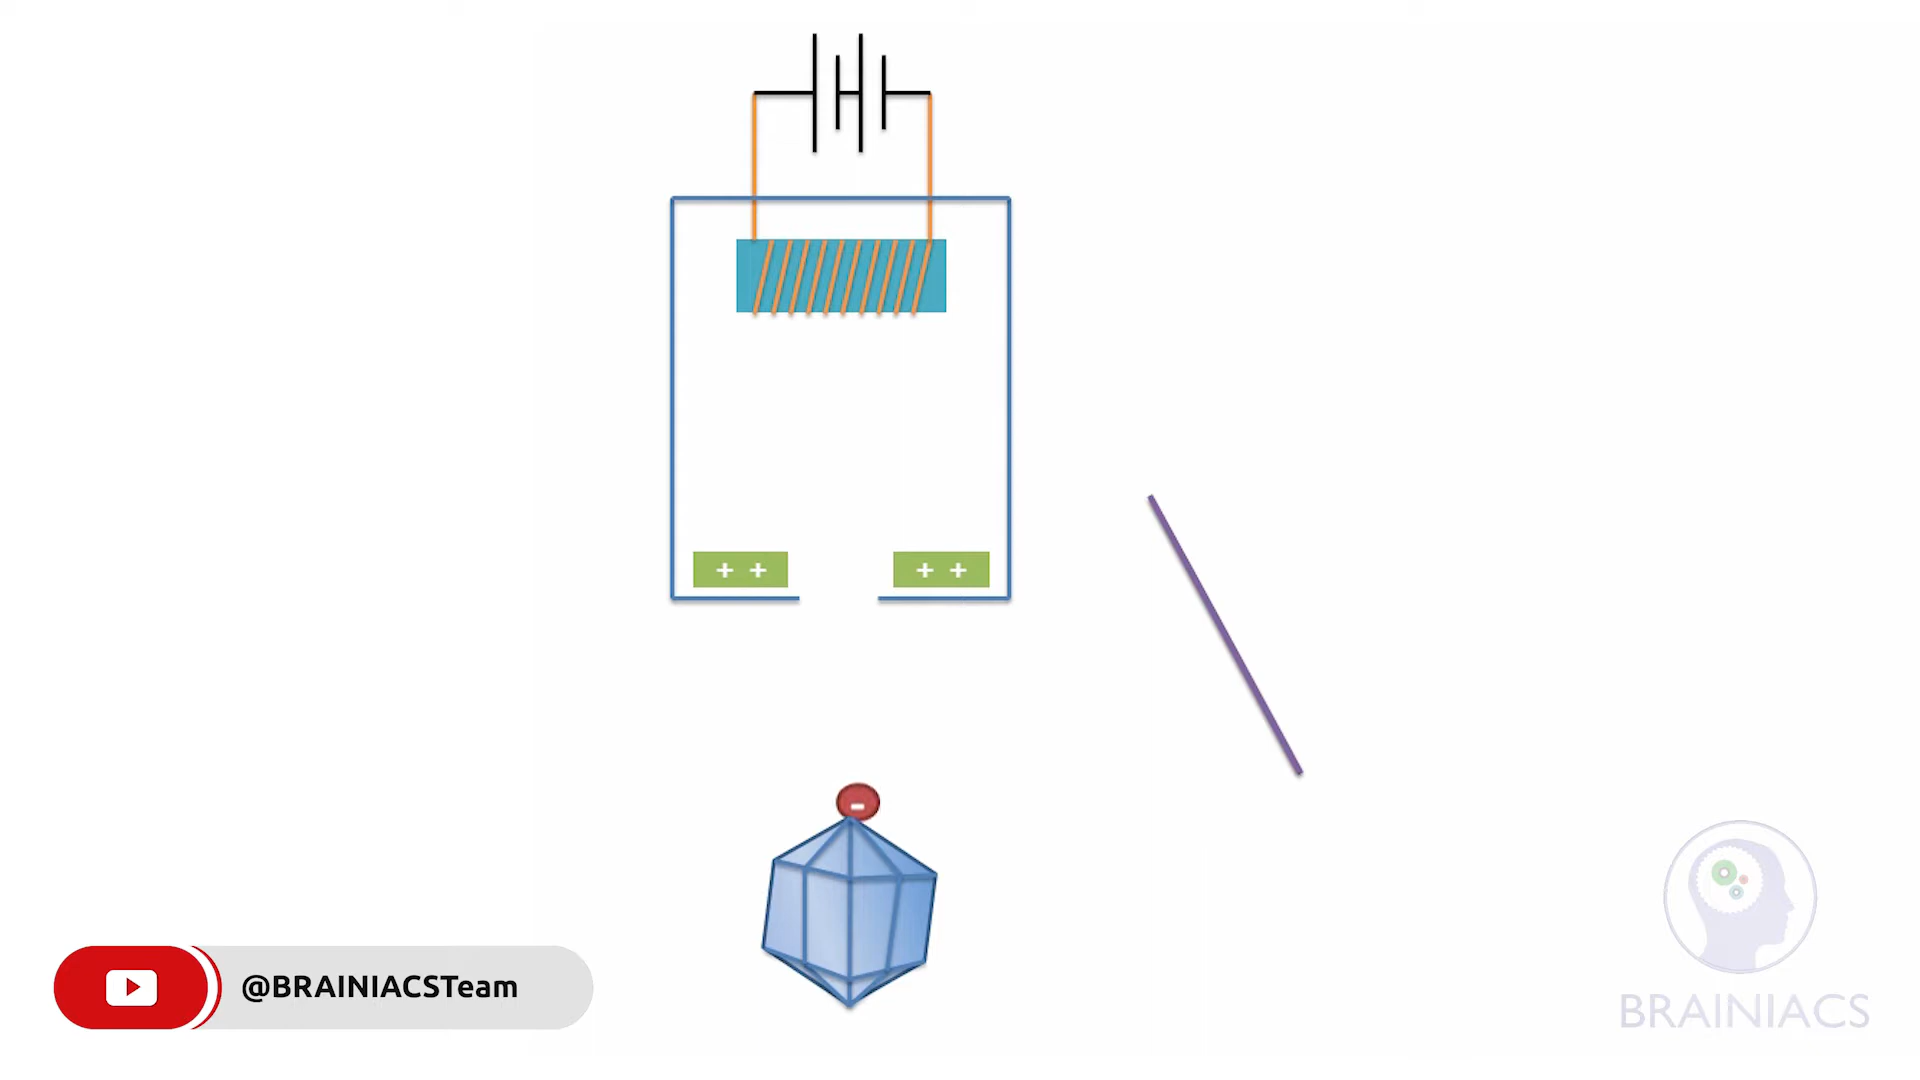 + +
+ +
-
@BRAINIACSTeam
BRAINIACS